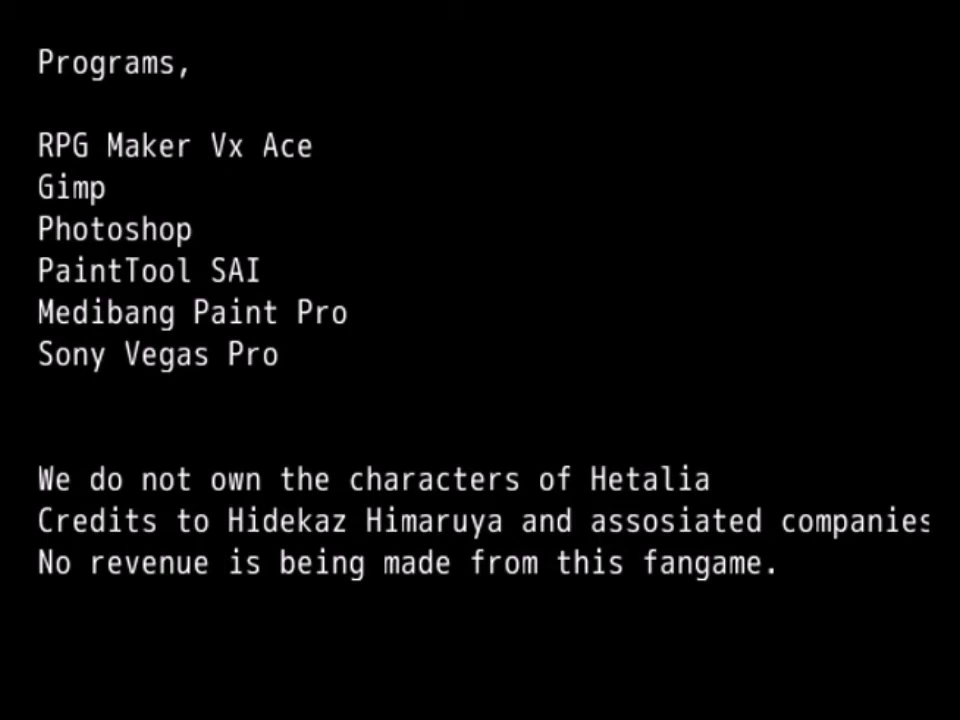 Programs,
RPG Maker Vx Ace
Gimp
Photoshop
PaintTool SAI
Medibang Paint Pro
Sony Vegas Pro
We do not own the characters of Hetalia
Credits to Hidekaz Himaruya and assosiated companies
No revenue is being made from this fangame.